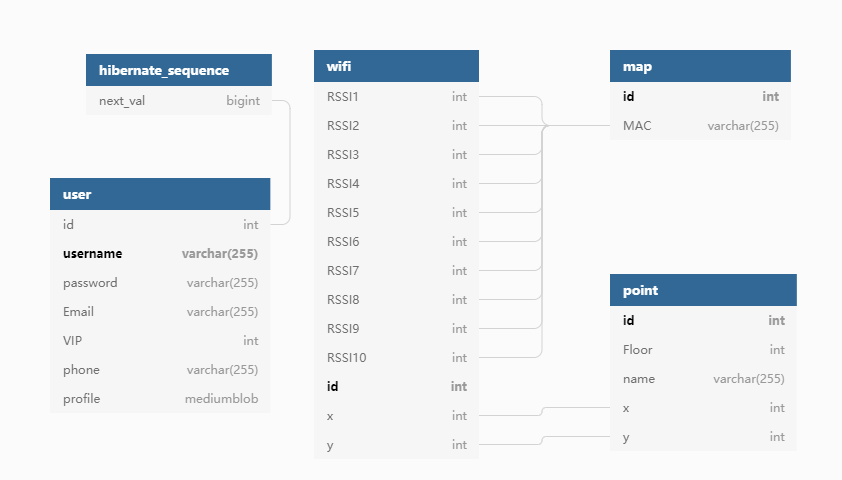 hibernate_sequence
next_val bigint
user
id int
username varchar(255)
password varchar(255)
Email varchar(255)
VIP int
phone varchar(255)
profile mediumblob
wifi
RSSI1 int
RSSI2 int
RSSI3 int
RSSI4 int
RSSI5 int
RSSI6 int
RSSI7 int
RSSI8 int
RSSI9 int
RSSI10 int
id int
x int
y int
map
id int
MAC varchar(255)
point
id int
Floor int
name varchar(255)
x int
y int